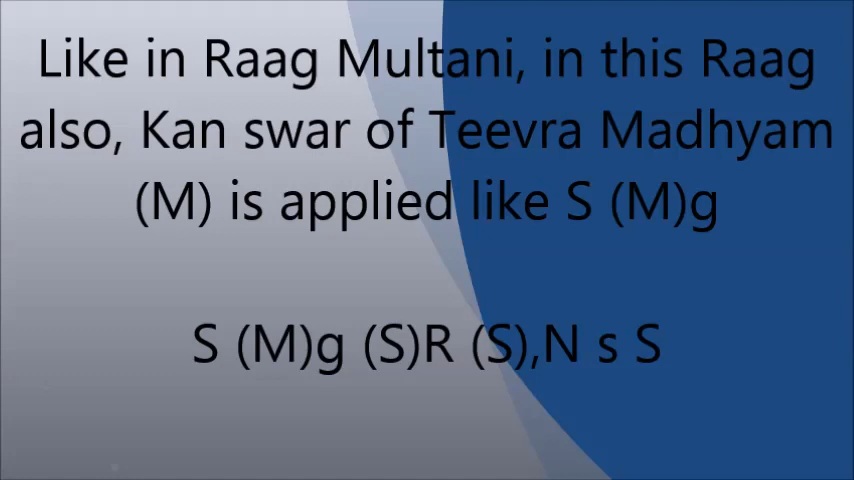 Like in Raag Multani, in this Raag
also, Kan swar of Teevra Madhyam
(M) is applied like S (M)g
S (M)g (S)R (S),N s S